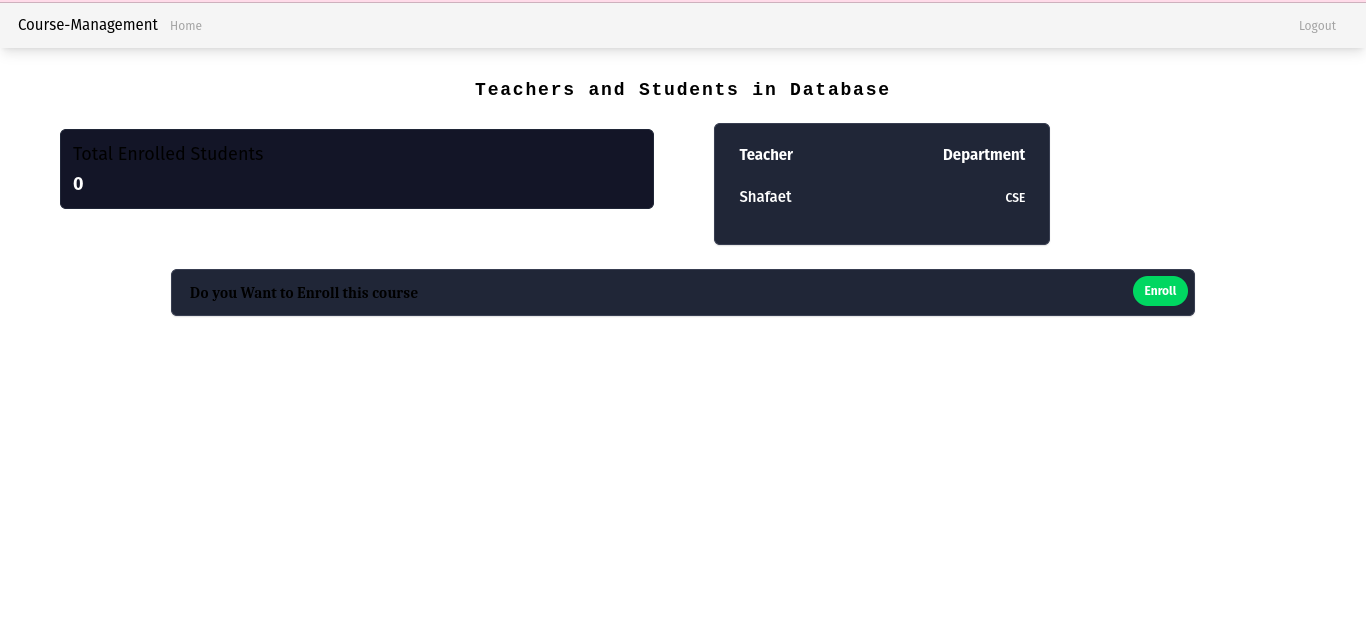 Course-Management Home Logout
Teachers and Students in Database
Total Enrolled Students
0
Teacher Department
Shafaet CSE
Do you Want to Enroll this course Enroll